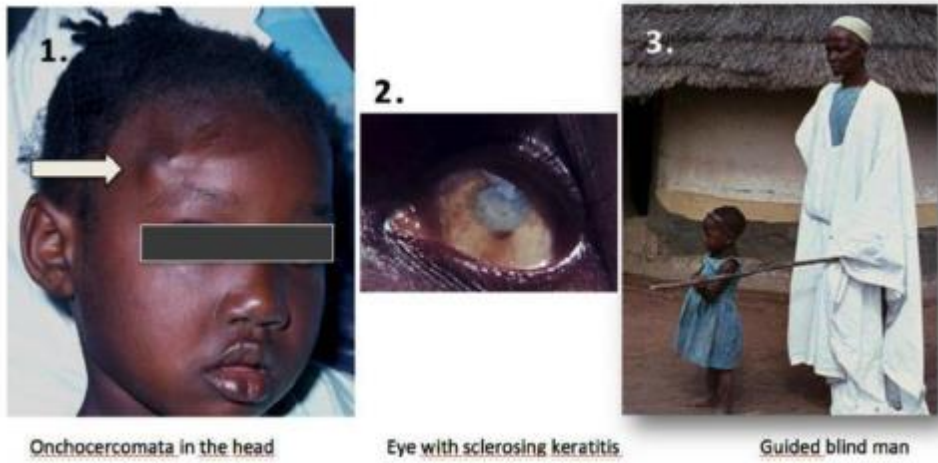 1.
2.
3.
Onchocercomata in the head
Eye with sclerosing keratitis
Guided blind man